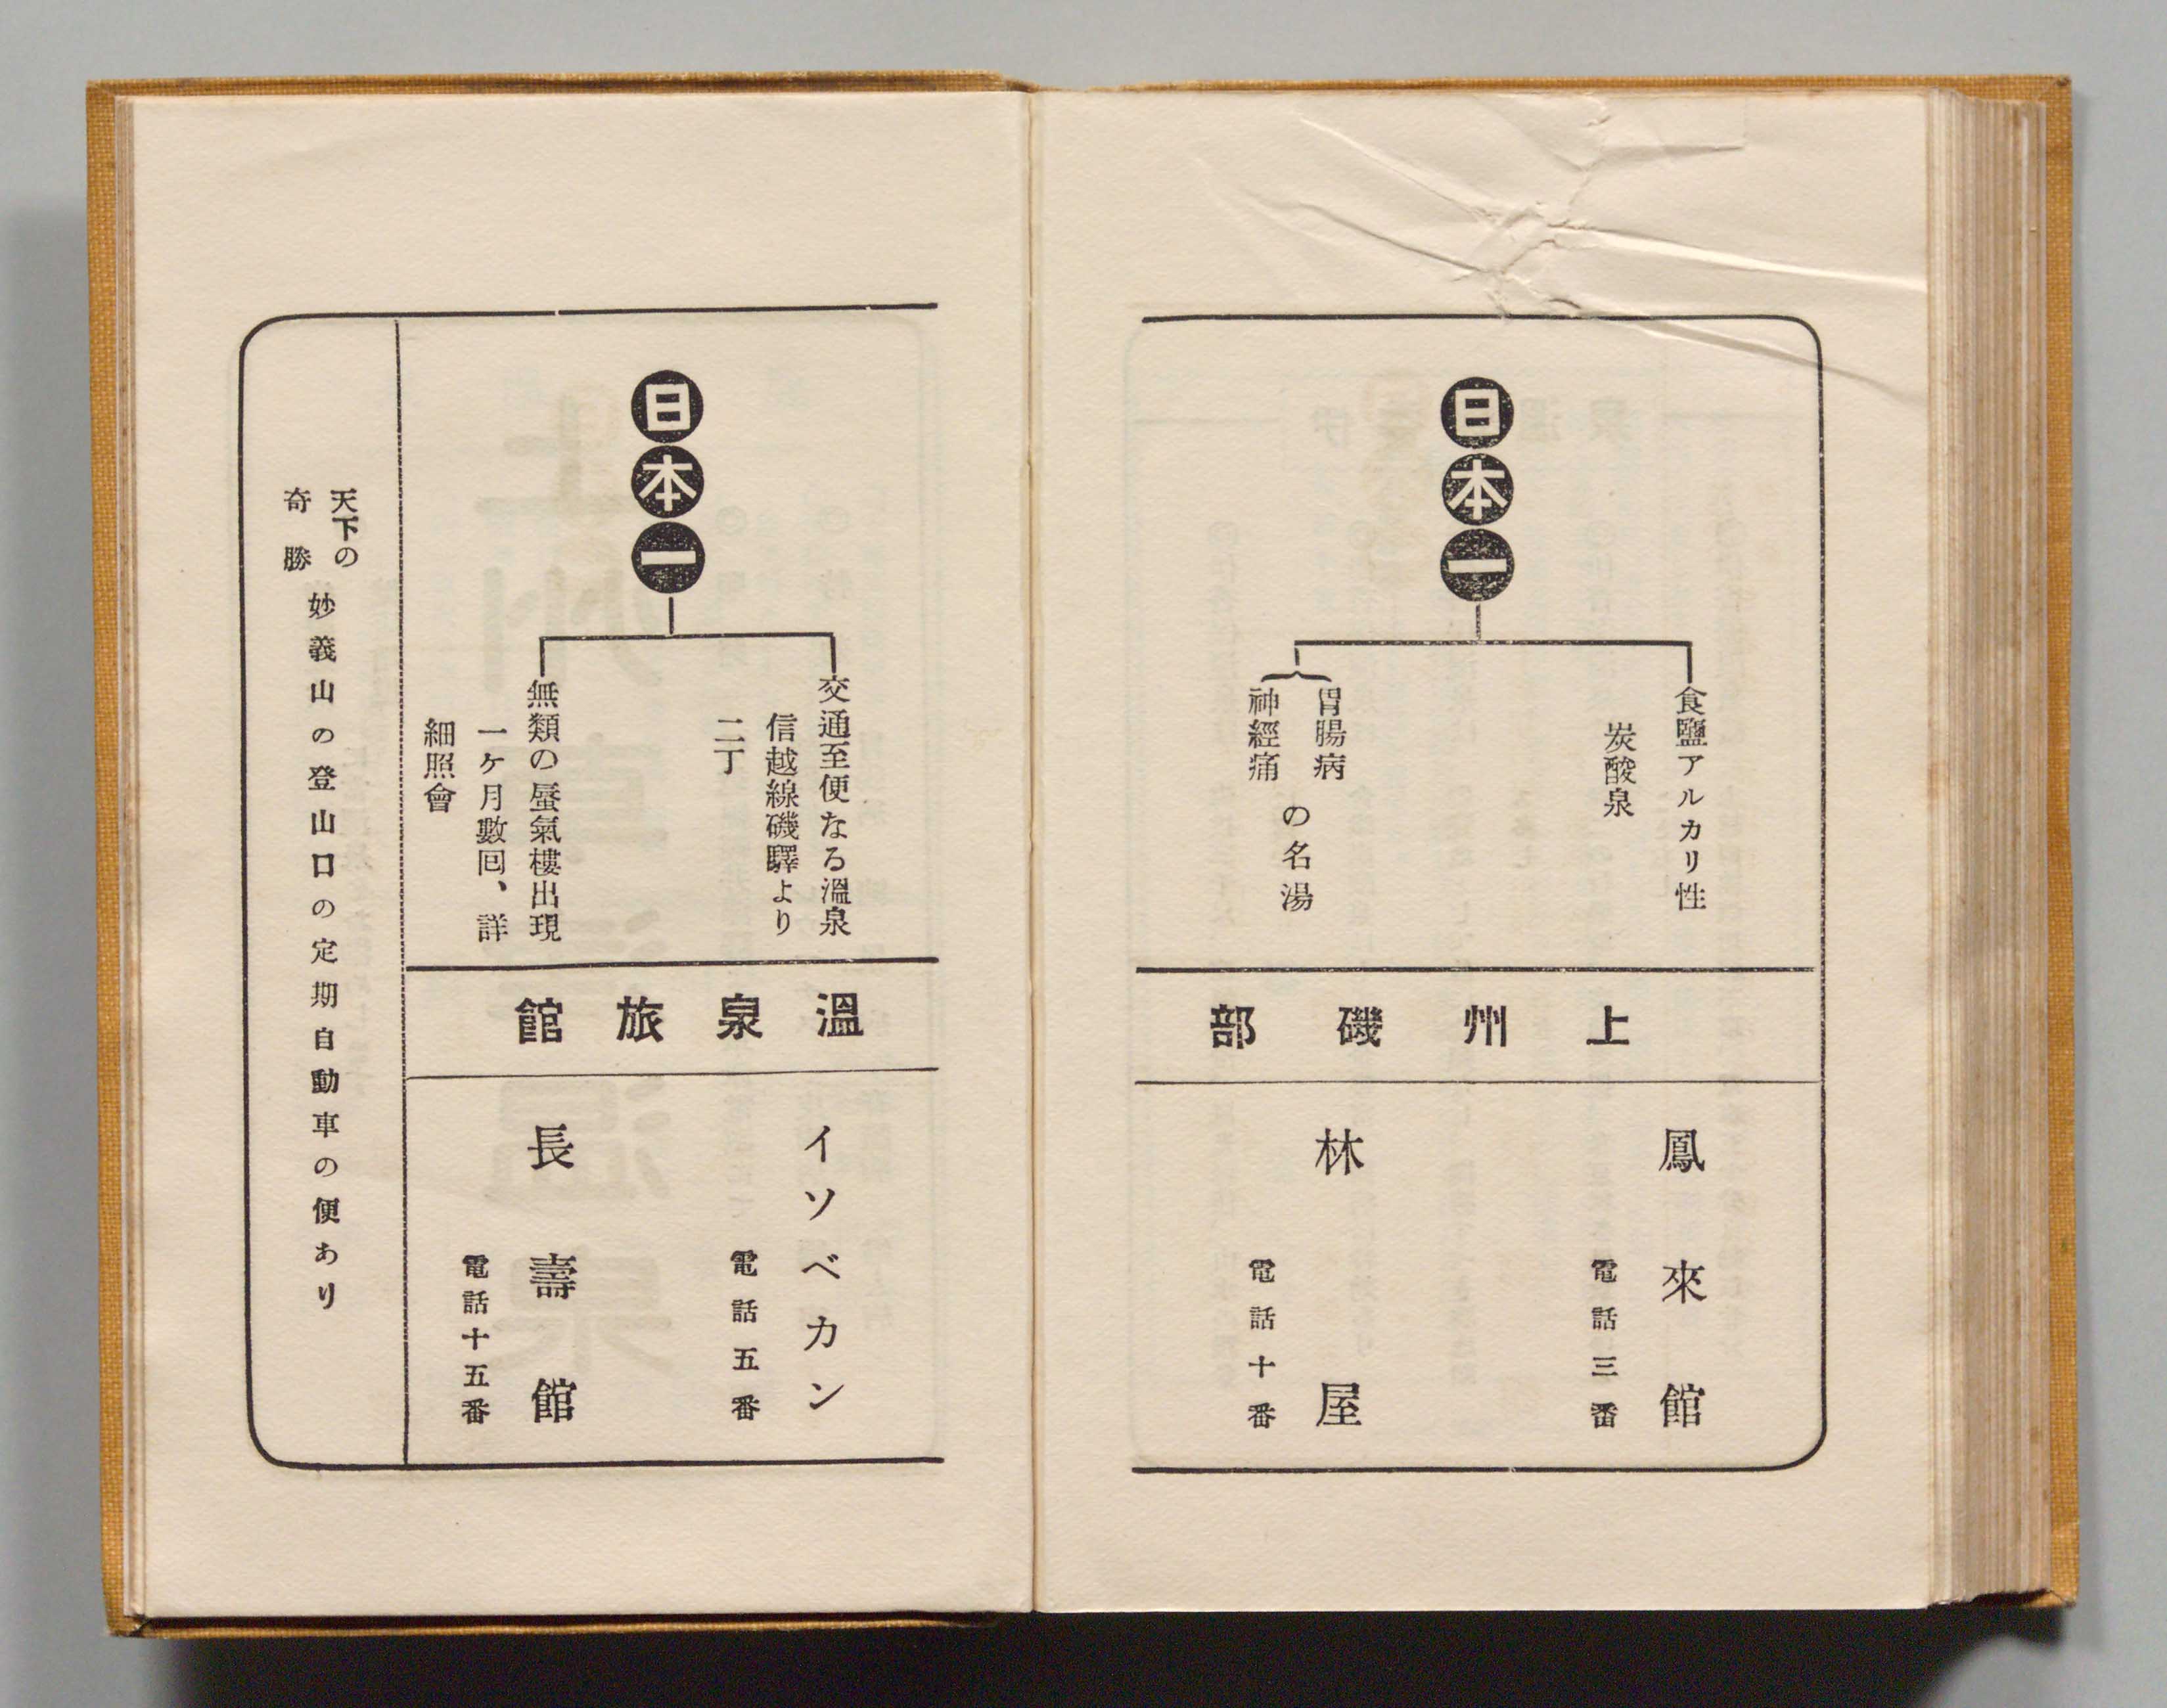 日本一
食鹽アルカリ性
炭酸泉
胃腸病
神經痛
の名湯
上州磯部
鳳來館
電話三番
林屋
電話十番
日本一
交通至便なる溫泉
信越線磯驛より
二丁
無類の蜃氣樓出現
一ケ月數囘、詳
細照會
溫泉旅館
イソベカン
電話五番
長壽館
電話十五番
天下の
奇勝
妙義山の登山口の定期自動車の便あり